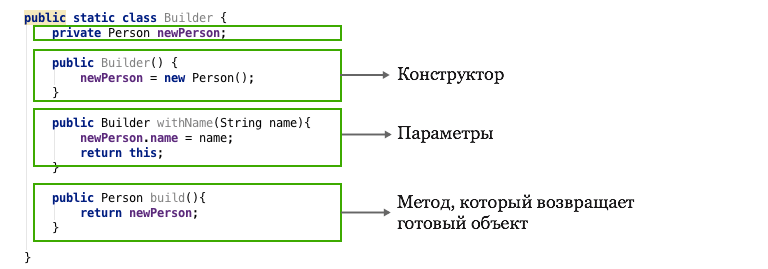 public static class Builder {
private Person newPerson;
public Builder() {
newPerson = new Person();
}
Конструктор
public Builder withName(String name){
newPerson.name = name;
return this;
}
Параметры
public Person build(){
return newPerson;
}
Метод, который возвращает
готовый объект
}